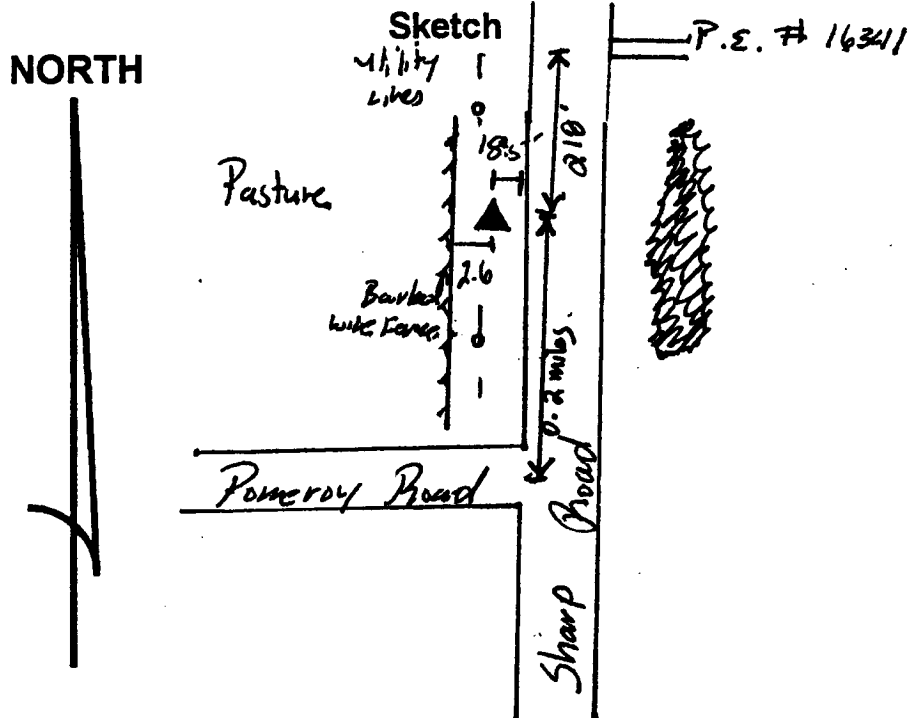 Sketch
NORTH
Utility
Lines
P.E. # 16341
18.5'
218'
Pasture
2.6
Barbed
wire Fence
0.2 miles.
Pomeroy Road
Sharp Road